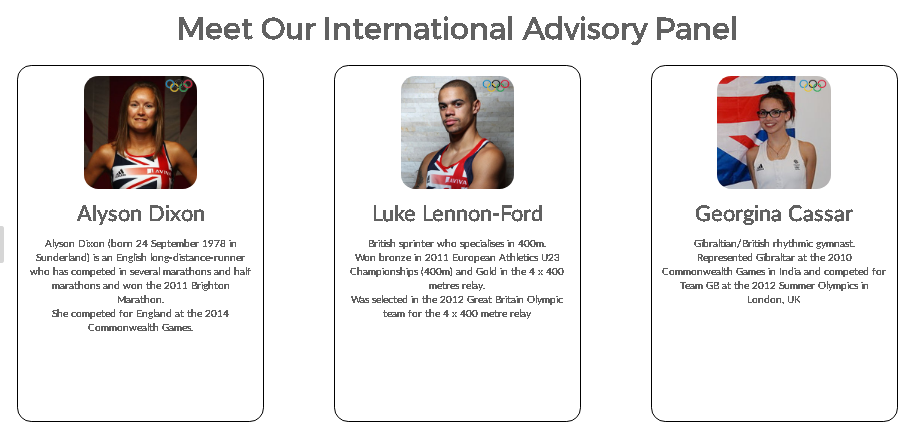 Meet Our International Advisory Panel
Alyson Dixon
Alyson Dixon (born 24 September 1978 in
Sunderland) is an English long-distance-runner
who has competed in several marathons and half
marathons and won the 2011 Brighton
Marathon.
She competed for England at the 2014
Commonwealth Games.
Luke Lennon-Ford
British sprinter who specialises in 400m.
Won bronze in 2011 European Athletics U23
Championships (400m) and Gold in the 4 x 400
metres relay.
Was selected in the 2012 Great Britain Olympic
team for the 4 x 400 metre relay
Georgina Cassar
Gibraltian/British rhythmic gymnast.
Represented Gibraltar at the 2010
Commonwealth Games in India and competed for
Team GB at the 2012 Summer Olympics in
London, UK
AVIVA
AVIVA